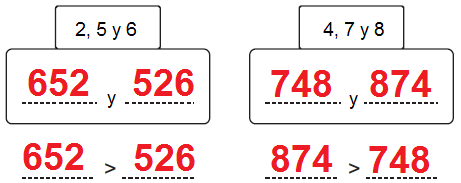 2, 5 y 6
652 y 526
652 > 526
4, 7 y 8
748 y 874
874 > 748